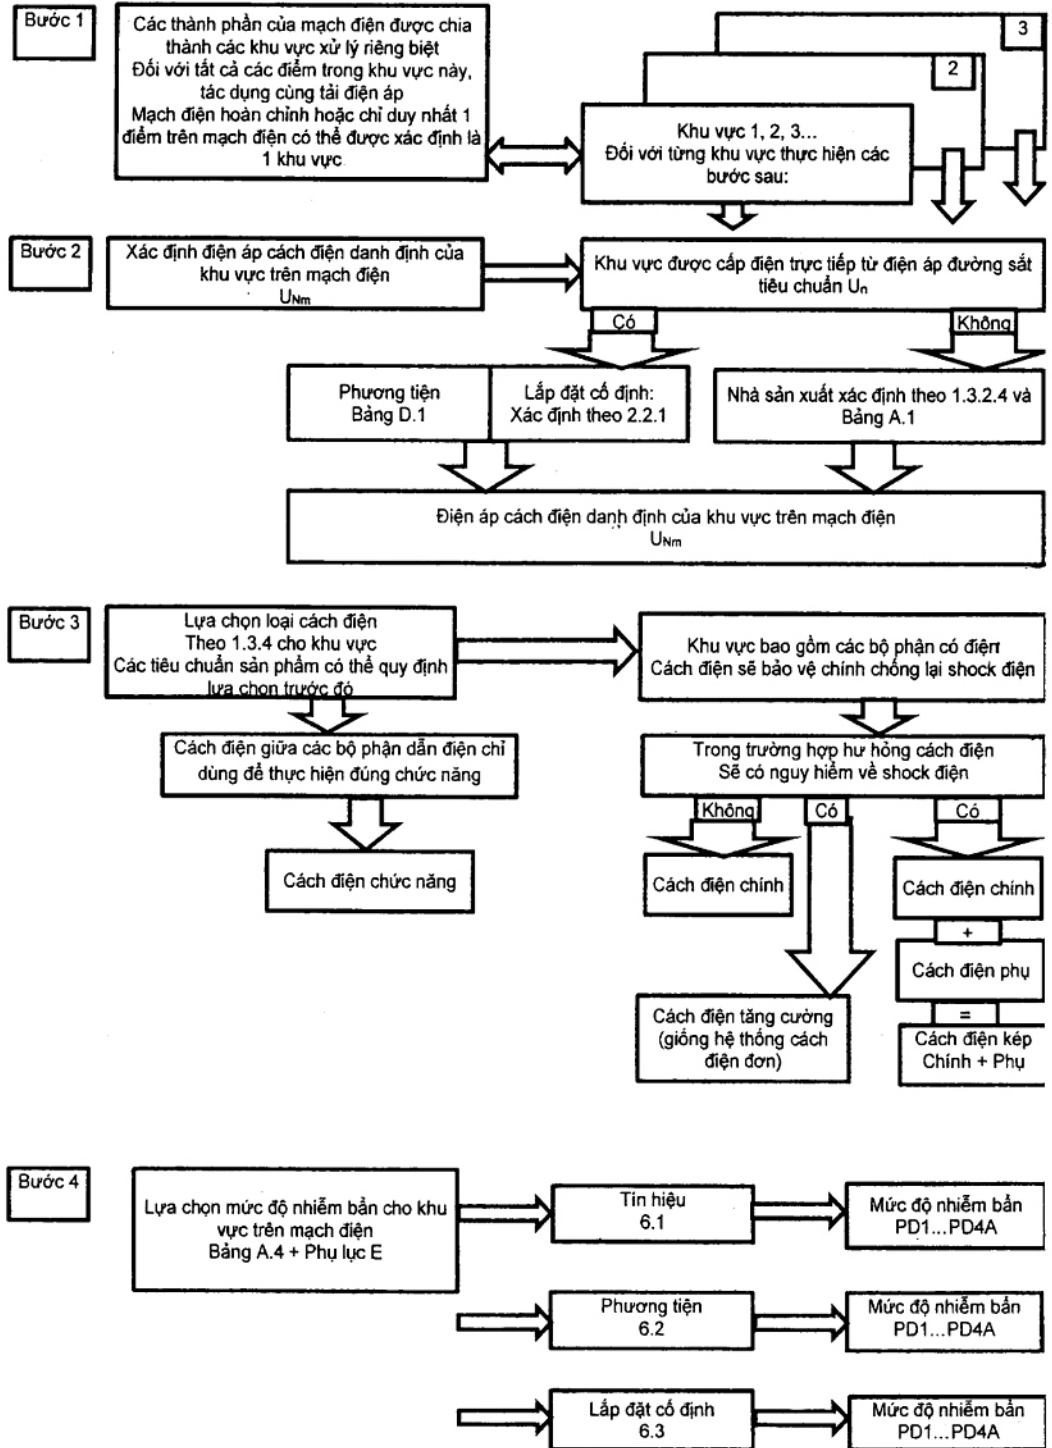 Bước 1
Các thành phần của mạch điện được chia
thành các khu vực xử lý riêng biệt
Đối với tất cả các điểm trong khu vực này,
tác dụng cùng tải điện áp
Mạch điện hoàn chỉnh hoặc chỉ duy nhất 1
điểm trên mạch điện có thể được xác định là
1 khu vực
3
2
Khu vực 1, 2, 3...
Đối với từng khu vực thực hiện các
bước sau:
Bước 2
Xác định điện áp cách điện danh định của
khu vực trên mạch điện
UNm
Khu vực được cấp điện trực tiếp từ điện áp đường sắt
tiêu chuẩn Un
Có
Không
Phương tiện
Bảng D.1
Lắp đặt cố định:
Xác định theo 2.2.1
Nhà sản xuất xác định theo 1.3.2.4 và
Bảng A.1
Điện áp cách điện danh định của khu vực trên mạch điện
UNm
Bước 3
Lựa chọn loại cách điện
Theo 1.3.4 cho khu vực
Các tiêu chuẩn sản phẩm có thể quy định
lựa chọn trước đó
Khu vực bao gồm các bộ phận có điện
Cách điện sẽ bảo vệ chính chống lại shock điện
Cách điện giữa các bộ phận dẫn điện chỉ
dùng để thực hiện đúng chức năng
Trong trường hợp hư hỏng cách điện
Sẽ có nguy hiểm về shock điện
Không
Có
Có
Cách điện chức năng
Cách điện chính
Cách điện chính
+
Cách điện phụ
=
Cách điện tăng cường
(giống hệ thống cách
điện đơn)
Cách điện kép
Chính + Phụ
Bước 4
Lựa chọn mức độ nhiễm bẩn cho khu
vực trên mạch điện
Bảng A.4 + Phụ lục E
Tín hiệu
6.1
Mức độ nhiễm bẩn
PD1...PD4A
Phương tiện
6.2
Mức độ nhiễm bẩn
PD1...PD4A
Lắp đặt cố định
6.3
Mức độ nhiễm bẩn
PD1...PD4A